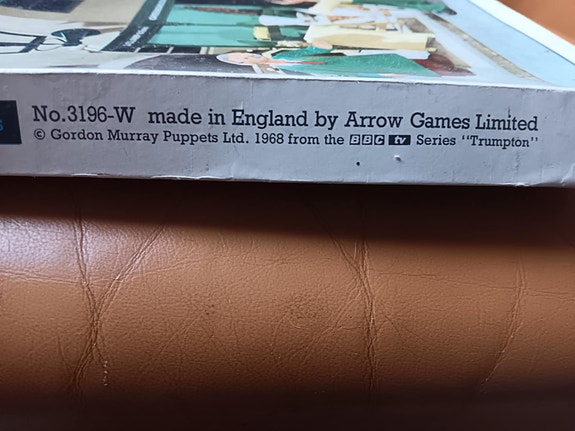 No.3196-W made in England by Arrow Games Limited
© Gordon Murray Puppets Ltd. 1968 from the BBC tv Series "Trumpton"